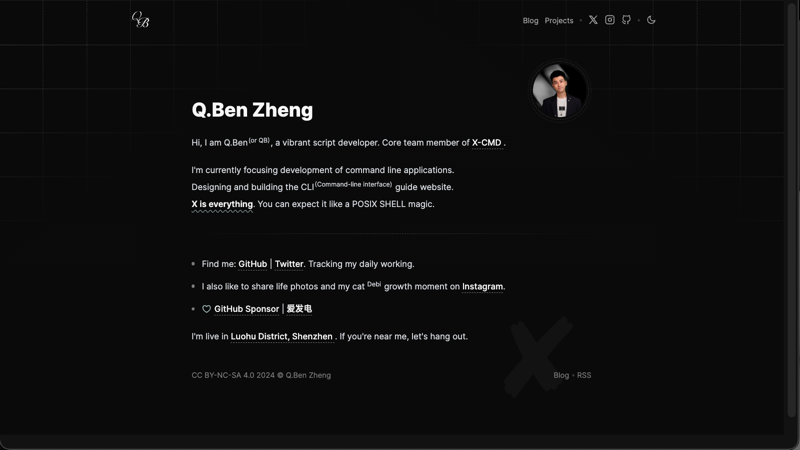 QB
Blog Projects
Q.Ben Zheng
Hi, I am Q.Ben(or QB), a vibrant script developer. Core team member of X-CMD .
I'm currently focusing development of command line applications.
Designing and building the CLI(Command-line interface) guide website.
X is everything. You can expect it like a POSIX SHELL magic.
Find me: GitHub | Twitter. Tracking my daily working.
I also like to share life photos and my cat Debi growth moment on Instagram.
GitHub Sponsor | 爱发电
I'm live in Luohu District, Shenzhen . If you're near me, let's hang out.
CC BY-NC-SA 4.0 2024 © Q.Ben Zheng
Blog · RSS